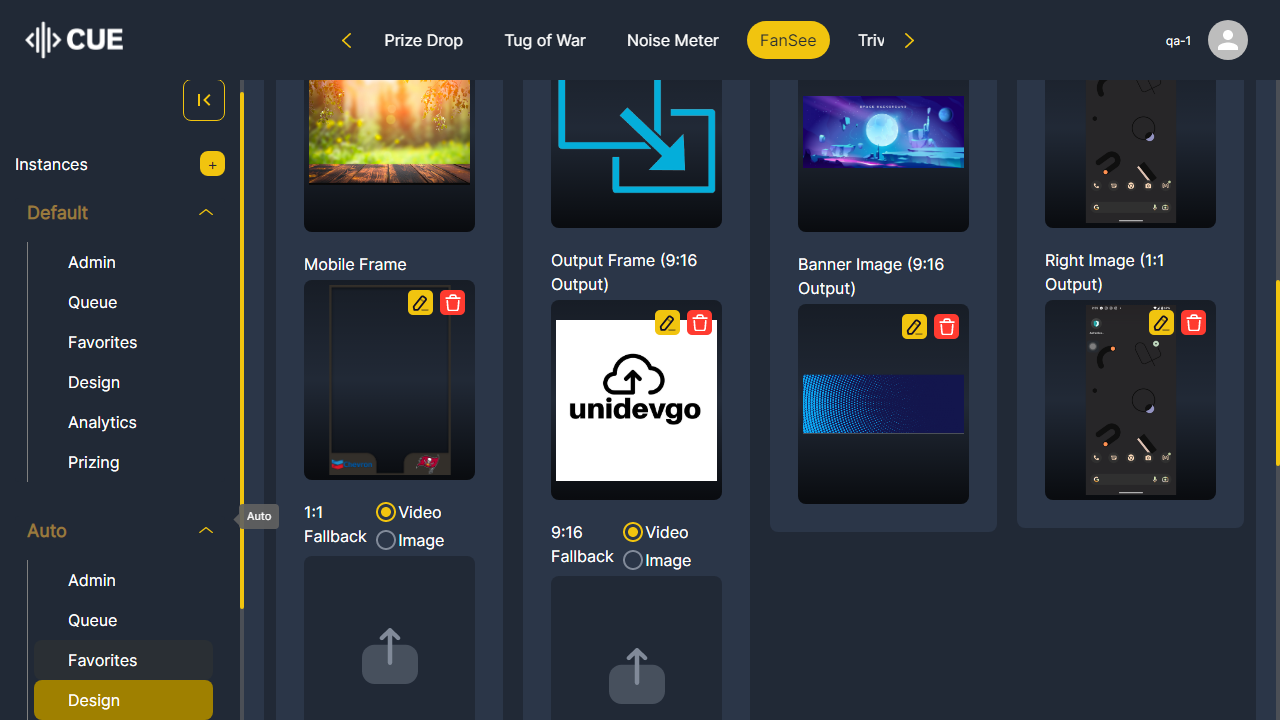 CUE
Prize Drop
Tug of War
Noise Meter
FanSee
Triv
qa-1
Instances
+
Default
Admin
Queue
Favorites
Design
Analytics
Prizing
Auto
Auto
Admin
Queue
Favorites
Design
Mobile Frame
1:1
Fallback
Video
Image
Output Frame (9:16
Output)
unidevgo
9:16
Fallback
Video
Image
SPACE BACKGROUND
Banner Image (9:16
Output)
Right Image (1:1
Output)